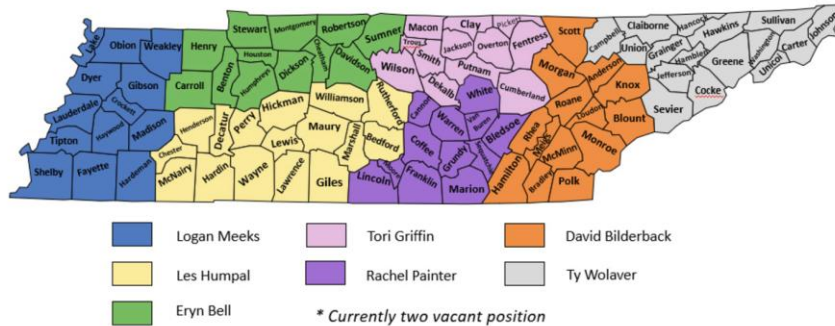 Lake
Obion
Weakley
Dyer
Gibson
Lauderdale
Crockett
Haywood
Madison
Tipton
Shelby
Fayette
Hardeman
Henry
Carroll
Benton
Stewart
Montgomery
Robertson
Sumner
Houston
Humphreys
Dickson
Cheatham
Davidson
Chester
Henderson
Decatur
Perry
Hickman
Williamson
Rutherford
McNairy
Hardin
Wayne
Lewis
Maury
Lawrence
Giles
Marshall
Bedford
Macon
Trous
Clay
Pickett
Jackson
Overton
Fentress
Smith
Wilson
Putnam
Dekalb
Cumberland
White
Cannon
Warren
Van Buren
Bledsoe
Coffee
Grundy
Lincoln
Franklin
Marion
Scott
Morgan
Anderson
Knox
Roane
Loudon
Blount
Rhea
Meigs
McMinn
Monroe
Hamilton
Bradley
Polk
Campbell
Claiborne
Hancock
Hawkins
Sullivan
Johnson
Union
Grainger
Hamblen
Greene
Washington
Carter
Unicoi
Jefferson
Cocke
Sevier
Logan Meeks
Tori Griffin
David Bilderback
Les Humpal
Rachel Painter
Ty Wolaver
Eryn Bell
* Currently two vacant position